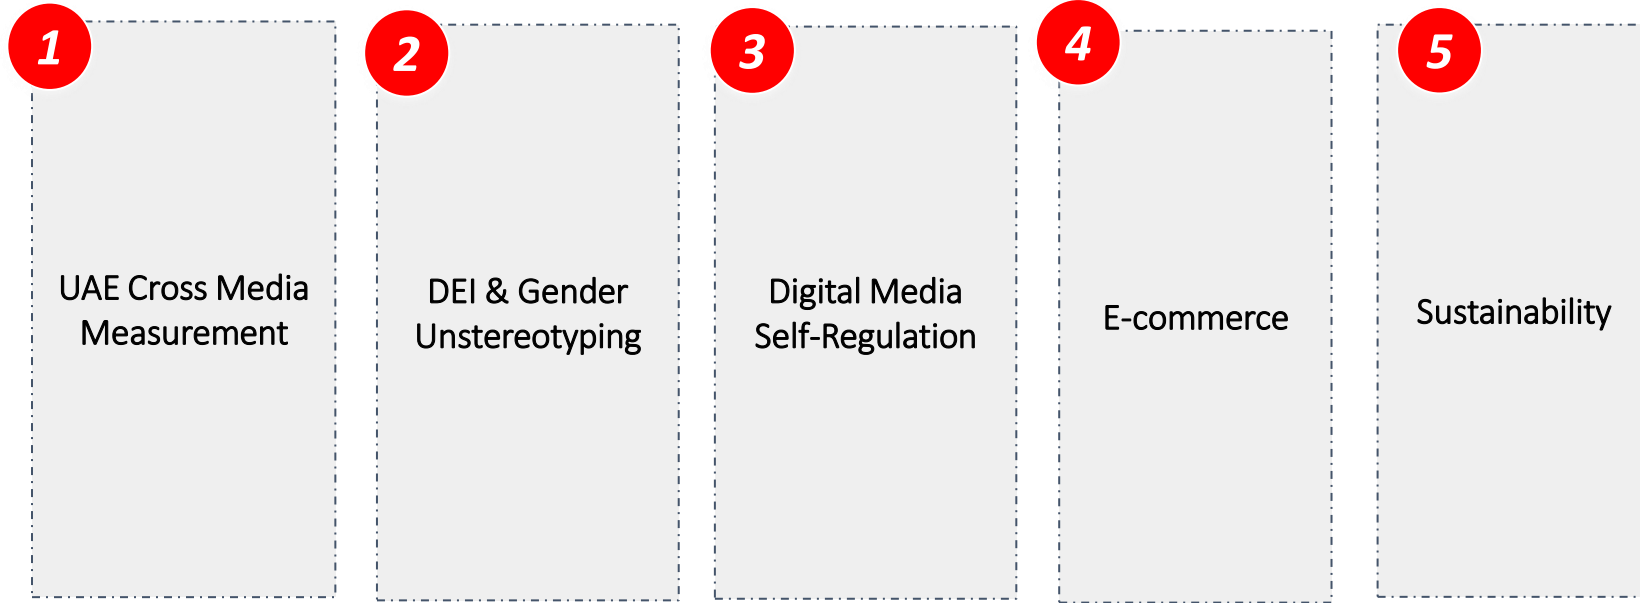 1
UAE Cross Media
Measurement
2
DEI & Gender
Unstereotyping
3
Digital Media
Self-Regulation
4
E-commerce
5
Sustainability